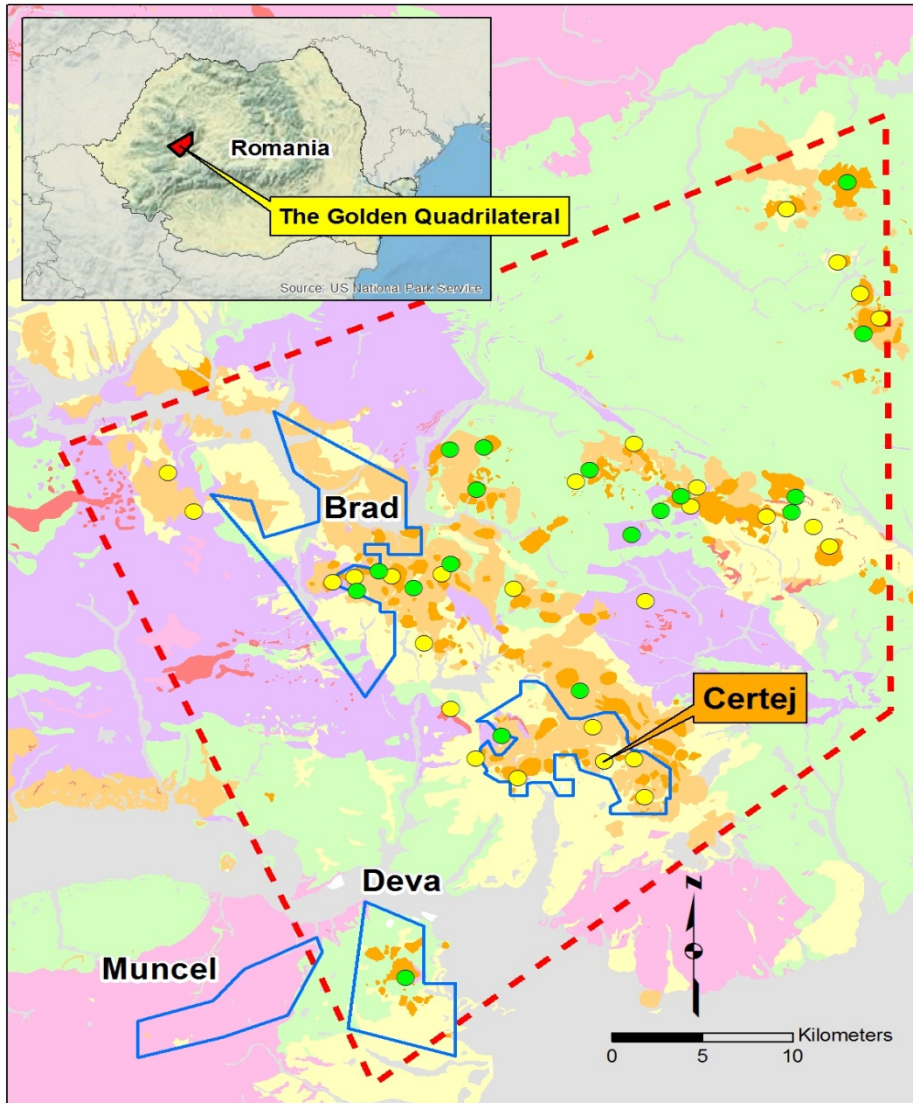 Romania
The Golden Quadrilateral
Source: US National Park Service
Brad
Certej
Deva
Muncel
N
Kilometers
0 5 10